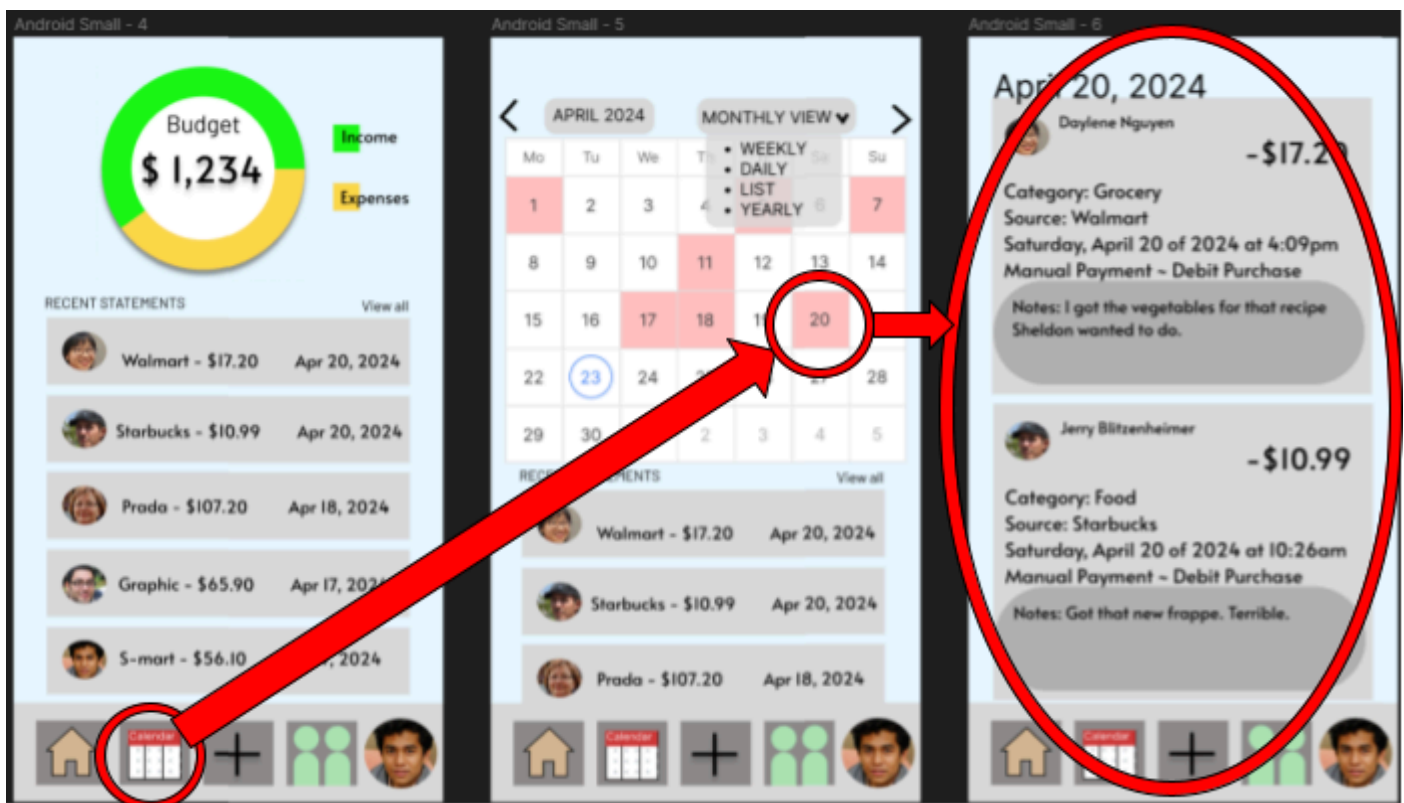 Android Small - 4
Budget
$ 1,234
Income
Expenses
RECENT STATEMENTS View all
Walmart - $17.20 Apr 20, 2024
Starbucks - $10.99 Apr 20, 2024
Prada - $107.20 Apr 18, 2024
Graphic - $65.90 Apr 17, 2024
S-mart - $56.10 2024
Calendar
Android Small - 5
APRIL 2024 MONTHLY VIEW
• WEEKLY
• DAILY
• LIST
• YEARLY
Mo Tu We Su
1 2 3 4 6 7
8 9 10 11 12 13 14
15 16 17 18 19 20
22 23 24 27 28
29 30 2 3 4 5
View all
Walmart - $17.20 Apr 20, 2024
Starbucks - $10.99 Apr 20, 2024
Prada - $107.20 Apr 18, 2024
Calendar
Android Small - 6
April 20, 2024
Daylene Nguyen
-$17.20
Category: Grocery
Source: Walmart
Saturday, April 20 of 2024 at 4:09pm
Manual Payment ~ Debit Purchase
Notes: I got the vegetables for that recipe
Sheldon wanted to do.
Jerry Blitzenheimer
-$10.99
Category: Food
Source: Starbucks
Saturday, April 20 of 2024 at 10:26am
Manual Payment ~ Debit Purchase
Notes: Got that new frappe. Terrible.
Calendar